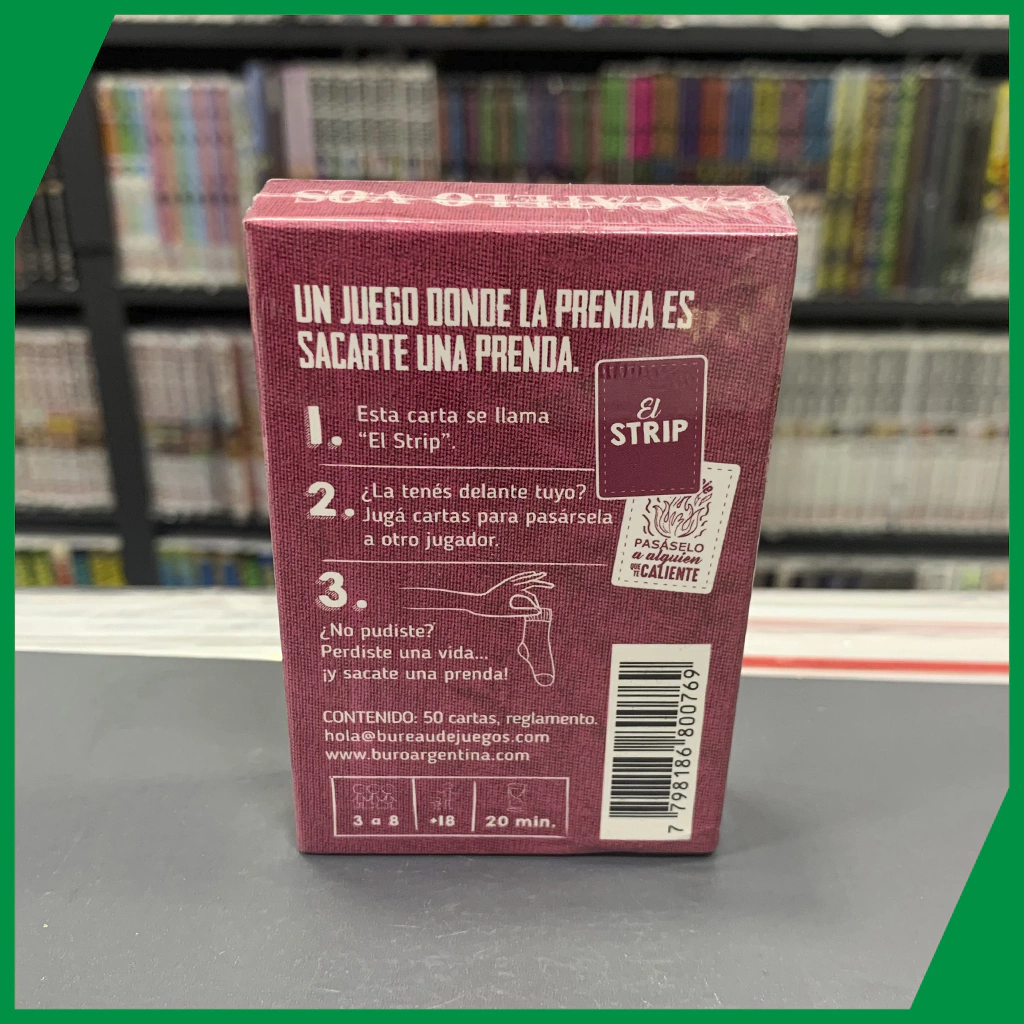 SACATELO VOS
UN JUEGO DONDE LA PRENDA ES
SACARTE UNA PRENDA.
1. Esta carta se llama
"El Strip".
El
STRIP
2. ¿La tenés delante tuyo?
Jugá cartas para pasársela
a otro jugador.
PASÁSELO
a alguien
QUE TE CALIENTE
3.
¿No pudiste?
Perdiste una vida...
¡y sacate una prenda!
CONTENIDO: 50 cartas, reglamento.
hola@bureaudejuegos.com
www.buroargentina.com
3 a 8 +18 20 min.
7 798186 800769